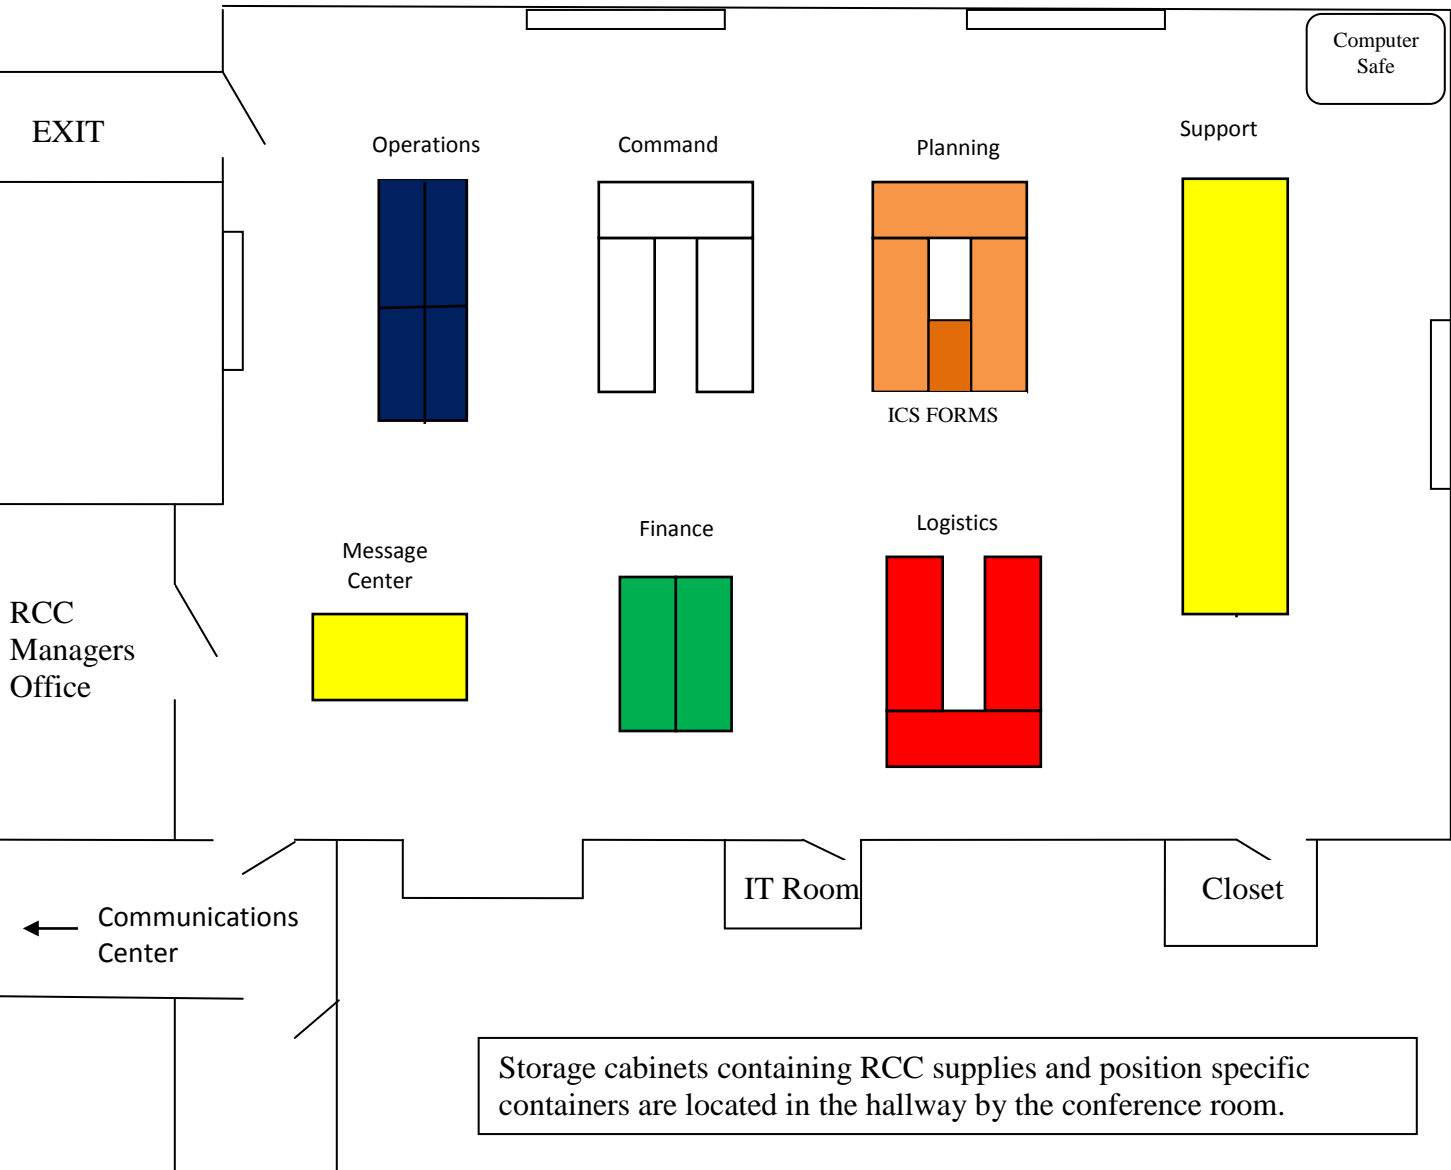 Computer
Safe
EXIT
Operations
Command
Planning
Support
ICS FORMS
Message
Center
Finance
Logistics
RCC
Managers
Office
IT Room
Closet
Communications
Center
Storage cabinets containing RCC supplies and position specific
containers are located in the hallway by the conference room.